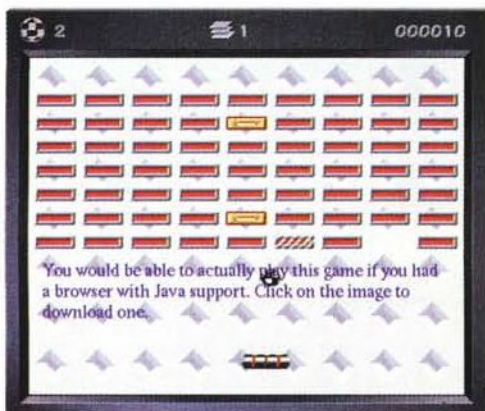 2 1 000010
You would be able to actually play this game if you had
a browser with Java support. Click on the image to
download one.